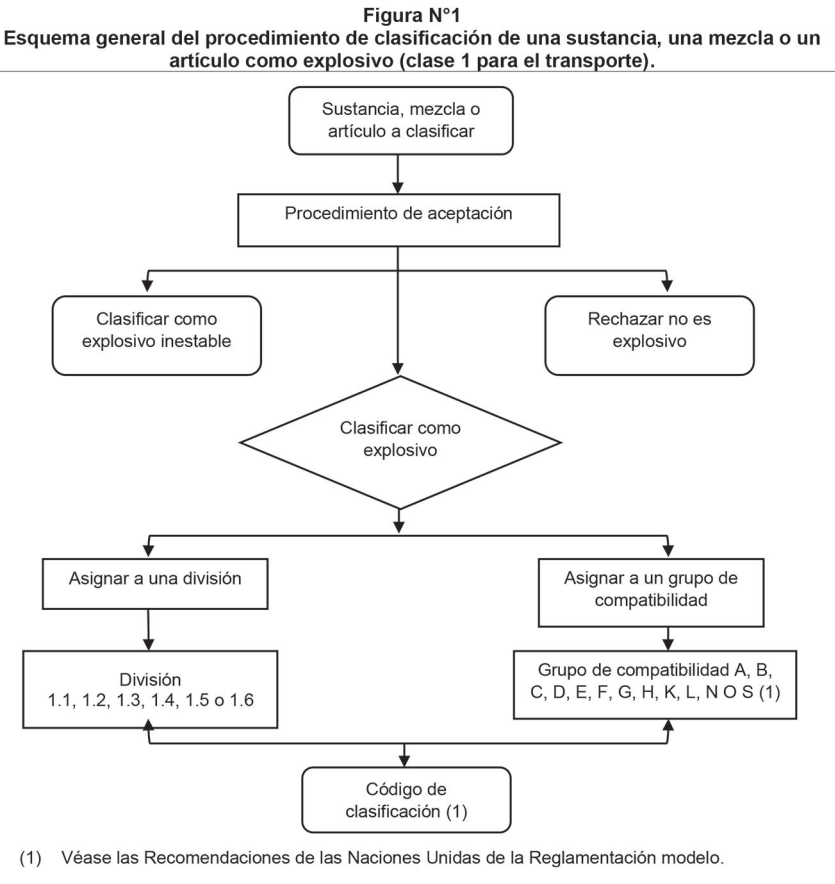 Figura N°1
Esquema general del procedimiento de clasificación de una sustancia, una mezcla o un
artículo como explosivo (clase 1 para el transporte).
Sustancia, mezcla o
artículo a clasificar
Procedimiento de aceptación
Clasificar como
explosivo inestable
Rechazar no es
explosivo
Clasificar como
explosivo
Asignar a una división
Asignar a un grupo de
compatibilidad
División
1.1, 1.2, 1.3, 1.4, 1.5 o 1.6
Grupo de compatibilidad A, B,
C, D, E, F, G, H, K, L, N O S (1)
Código de
clasificación (1)
(1) Véase las Recomendaciones de las Naciones Unidas de la Reglamentación modelo.